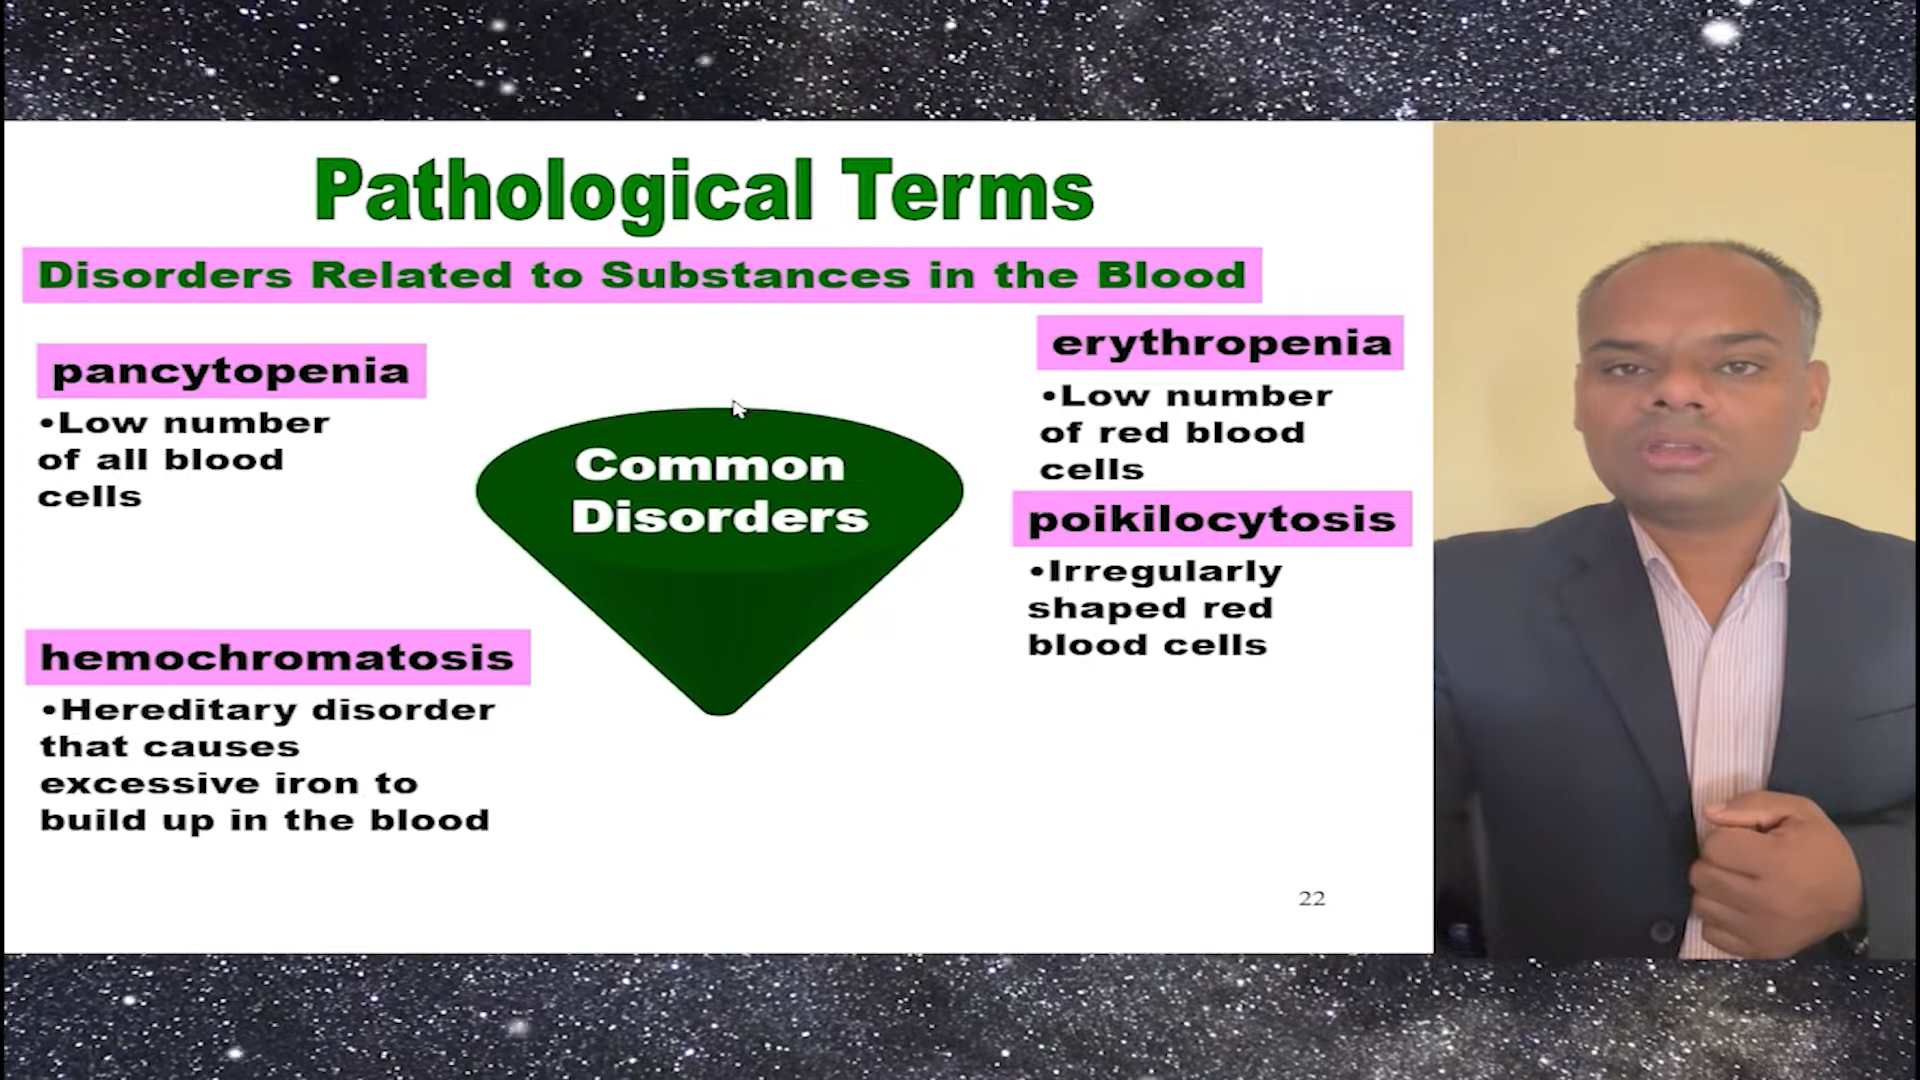 Pathological Terms
Disorders Related to Substances in the Blood
pancytopenia
•Low number
of all blood
cells
hemochromatosis
•Hereditary disorder
that causes
excessive iron to
build up in the blood
Common
Disorders
erythropenia
•Low number
of red blood
cells
poikilocytosis
•Irregularly
shaped red
blood cells
22